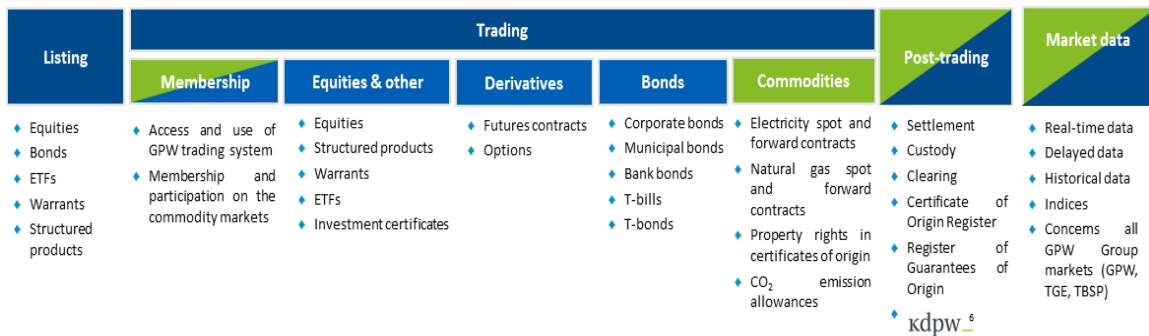 Listing
Trading
Post-trading
Market data
Membership
Equities & other
Derivatives
Bonds
Commodities
Equities
Bonds
ETFs
Warrants
Structured
products
Access and use of
GPW trading system
Membership and
participation on the
commodity markets
Equities
Structured products
Warrants
ETFs
Investment certificates
Futures contracts
Options
Corporate bonds
Municipal bonds
Bank bonds
T-bills
T-bonds
Electricity spot and
forward contracts
Natural gas spot
and forward
contracts
Property rights in
certificates of origin
CO₂ emission
allowances
Settlement
Custody
Clearing
Certificate of
Origin Register
Register of
Guarantees of
Origin
кdpw_ 6
Real-time data
Delayed data
Historical data
Indices
Concerns all
GPW Group
markets (GPW,
TGE, TBSP)